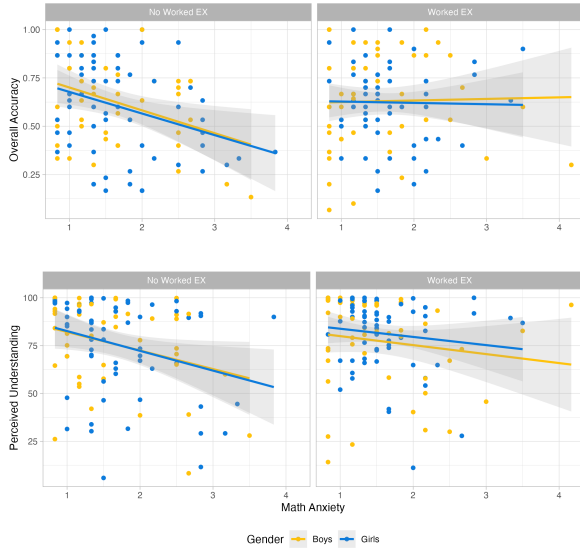 No Worked EX
Worked EX
Overall Accuracy
1.00
0.75
0.50
0.25
1
2
3
4
1
2
3
4
No Worked EX
Worked EX
Perceived Understanding
100
75
50
25
1
2
3
4
1
2
3
4
Math Anxiety
Gender
Boys
Girls